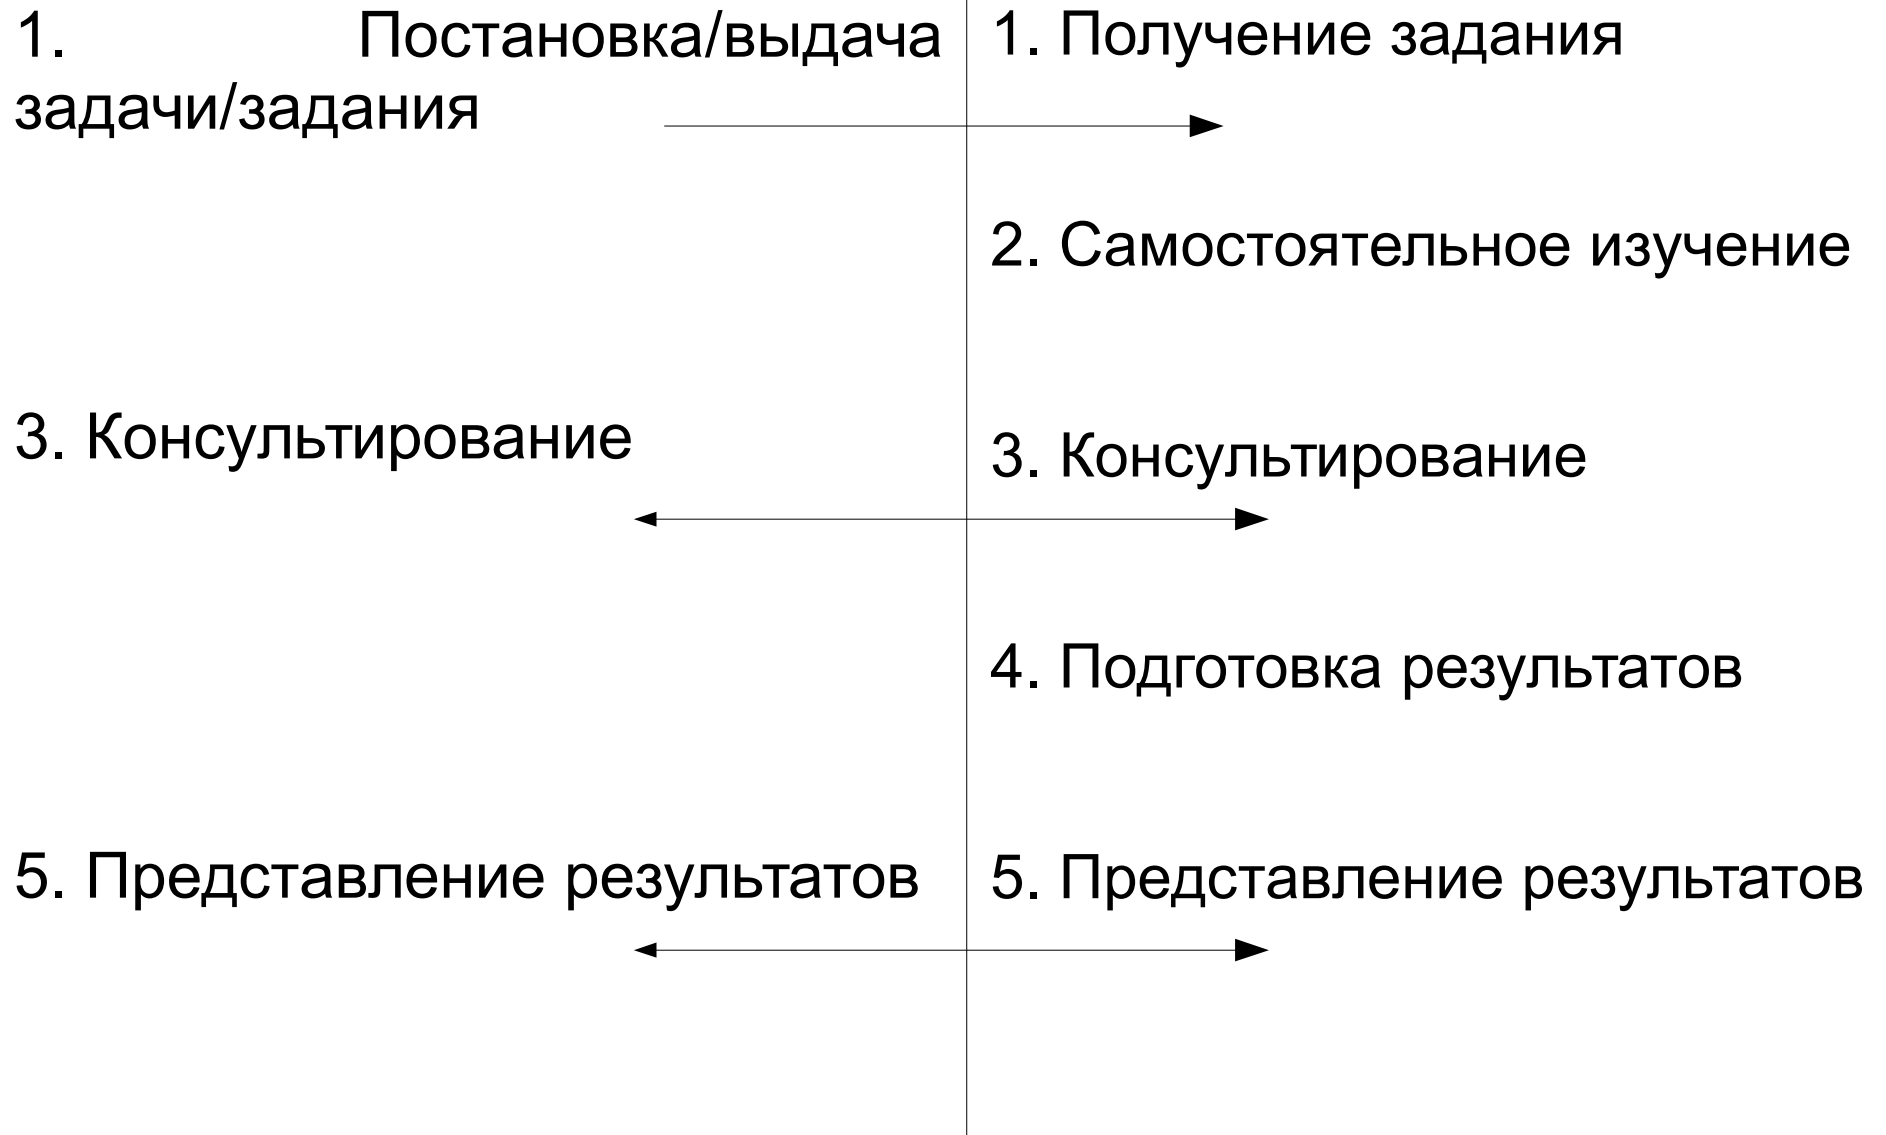 1. Постановка/выдача
задачи/задания
3. Консультирование
5. Представление результатов
1. Получение задания
2. Самостоятельное изучение
3. Консультирование
4. Подготовка результатов
5. Представление результатов